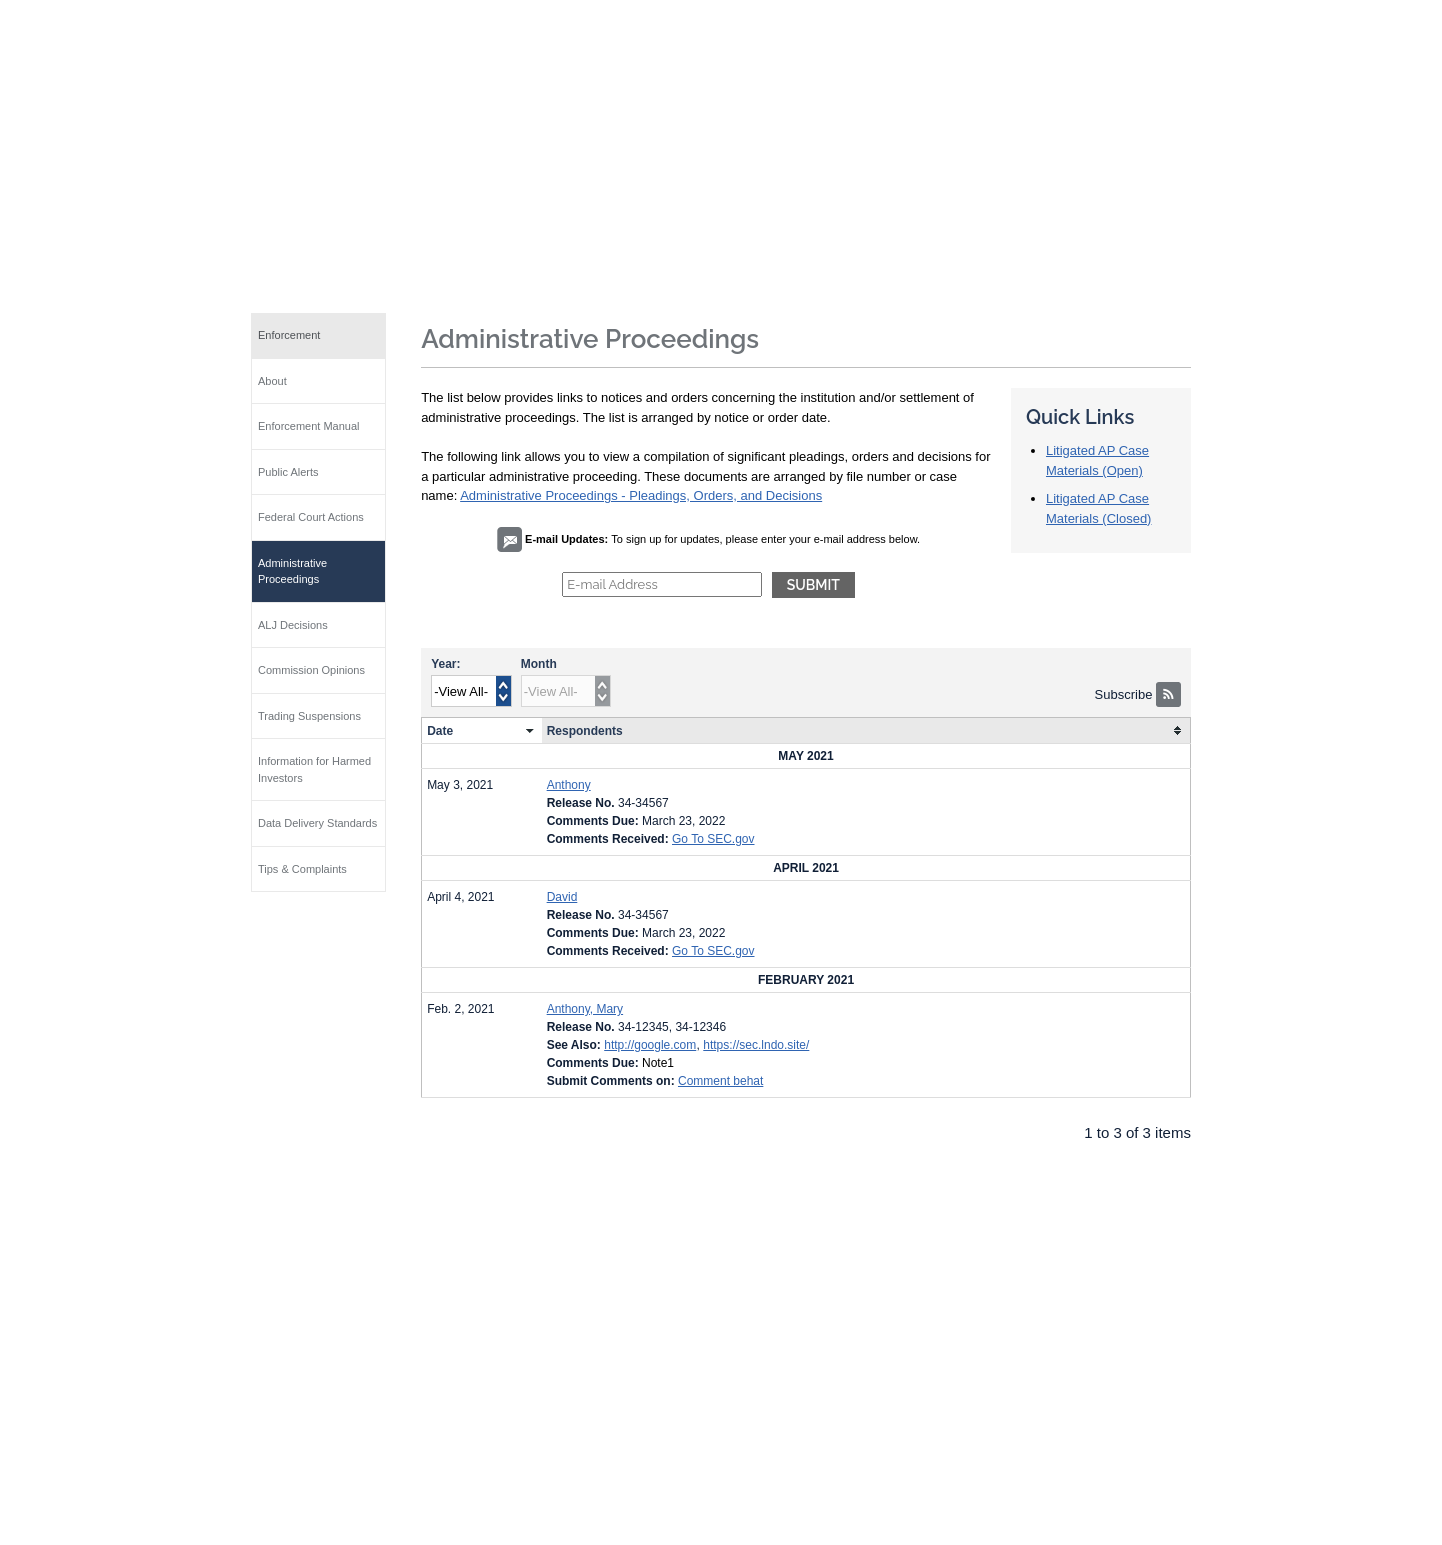 Enforcement
About
Enforcement Manual
Public Alerts
Federal Court Actions
Administrative
Proceedings
ALJ Decisions
Commission Opinions
Trading Suspensions
Information for Harmed
Investors
Data Delivery Standards
Tips & Complaints
Administrative Proceedings
The list below provides links to notices and orders concerning the institution and/or settlement of
administrative proceedings. The list is arranged by notice or order date.
The following link allows you to view a compilation of significant pleadings, orders and decisions for
a particular administrative proceeding. These documents are arranged by file number or case
name: Administrative Proceedings - Pleadings, Orders, and Decisions
E-mail Updates: To sign up for updates, please enter your e-mail address below.
E-mail Address SUBMIT
Quick Links
Litigated AP Case
Materials (Open)
Litigated AP Case
Materials (Closed)
Year: Month
-View All- -View All-
Subscribe
Date Respondents
MAY 2021
May 3, 2021 Anthony
Release No. 34-34567
Comments Due: March 23, 2022
Comments Received: Go To SEC.gov
APRIL 2021
April 4, 2021 David
Release No. 34-34567
Comments Due: March 23, 2022
Comments Received: Go To SEC.gov
FEBRUARY 2021
Feb. 2, 2021 Anthony, Mary
Release No. 34-12345, 34-12346
See Also: http://google.com, https://sec.lndo.site/
Comments Due: Note1
Submit Comments on: Comment behat
1 to 3 of 3 items